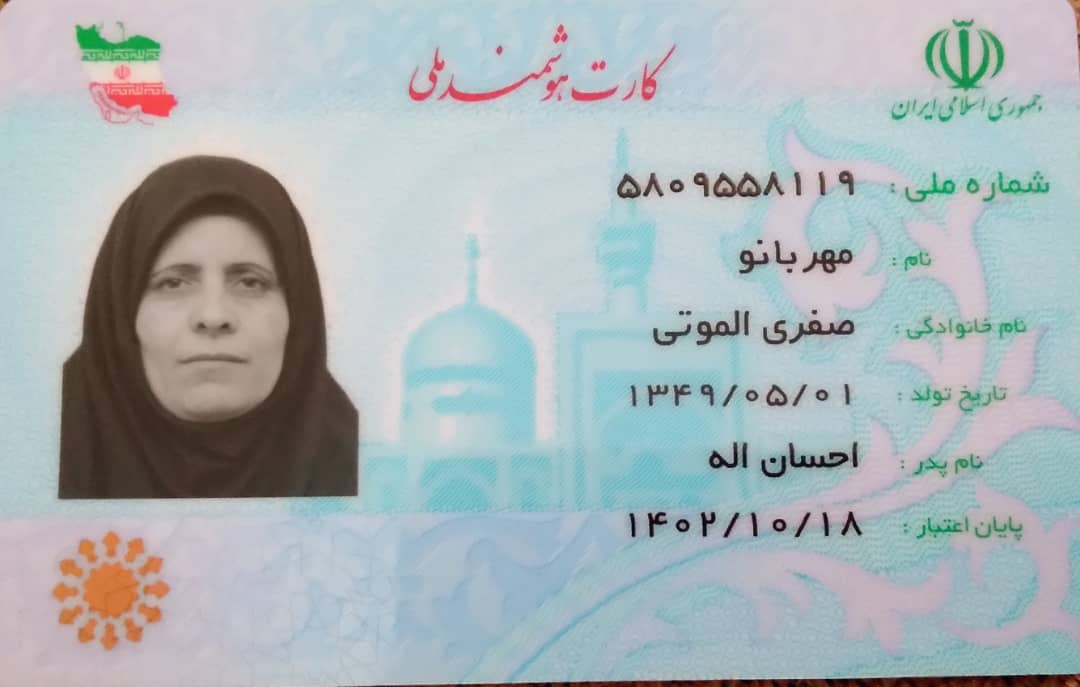 کارت هوشمند ملی
جمهوری اسلامی ایران
شماره ملی : ۵۸۰۹۵۵۸۱۱۹
نام : مهربانو
نام خانوادگی : صفری الموتی
تاریخ تولد : ۱۳۴۹/۰۵/۰۱
نام پدر : احسان اله
پایان اعتبار : ۱۴۰۲/۱۰/۱۸